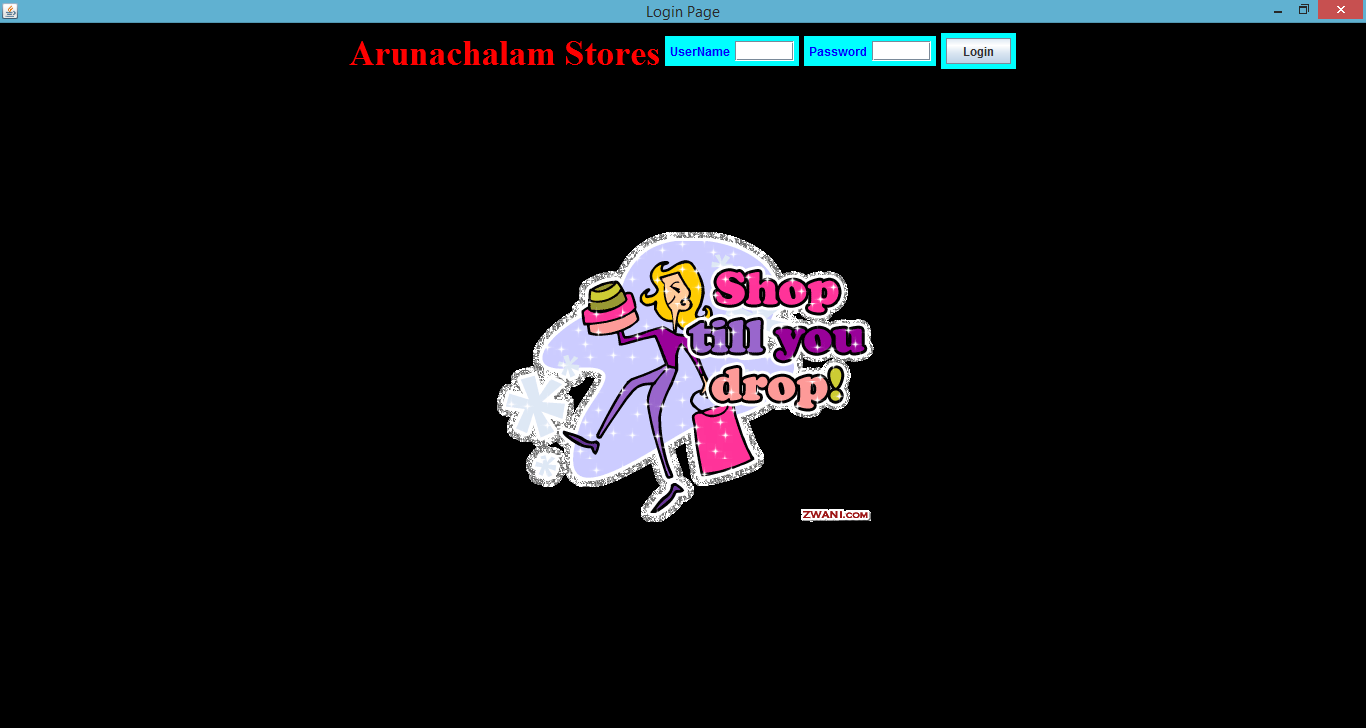 Login Page
Arunachalam Stores UserName Password Login
Shop
till you
drop!
ZWANI.COM